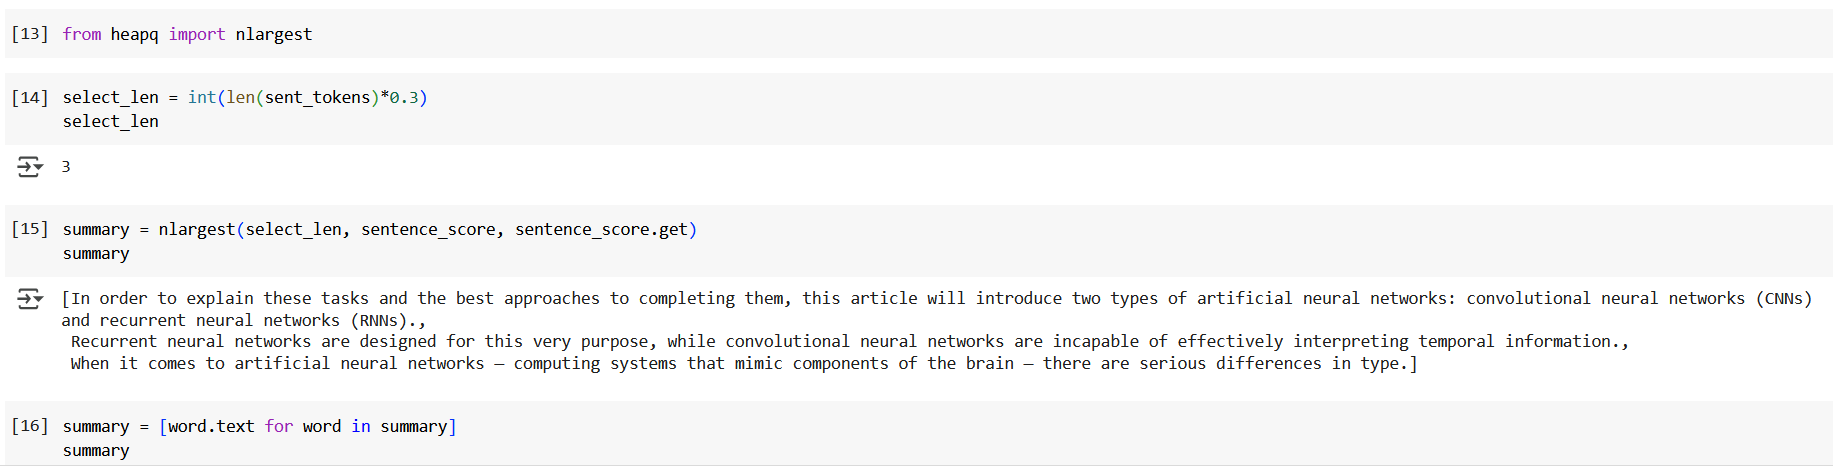 [13] from heapq import nlargest
[14] select_len = int(len(sent_tokens)*0.3)
select_len
3
[15] summary = nlargest(select_len, sentence_score, sentence_score.get)
summary
[In order to explain these tasks and the best approaches to completing them, this article will introduce two types of artificial neural networks: convolutional neural networks (CNNs)
and recurrent neural networks (RNNs).,
Recurrent neural networks are designed for this very purpose, while convolutional neural networks are incapable of effectively interpreting temporal information.,
When it comes to artificial neural networks — computing systems that mimic components of the brain — there are serious differences in type.]
[16] summary = [word.text for word in summary]
summary